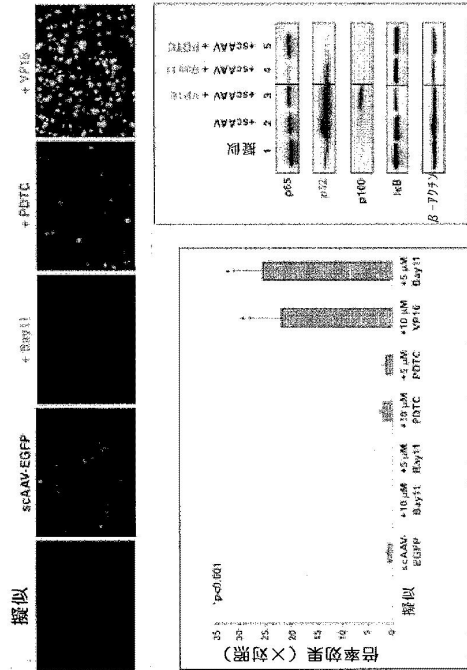 擬似
scAAV-EGFP
+ Bay11
+ PDTC
+ VP16
倍率効果(×対照)
35
30
25
20
15
10
5
0
*p<0.001
擬似
scAAV-EGFP
+10 μM Bay11
+5 μM Bay11
+10 μM PDTC
+5 μM PDTC
+10 μM VP16
+5 μM Bay11
擬似
+scAAV
+scAAV + VP16
+scAAV + Bay11
+scAAV + PDTC
1 2 3 4 5
p65
p52
p100
IκB
β-アクチン